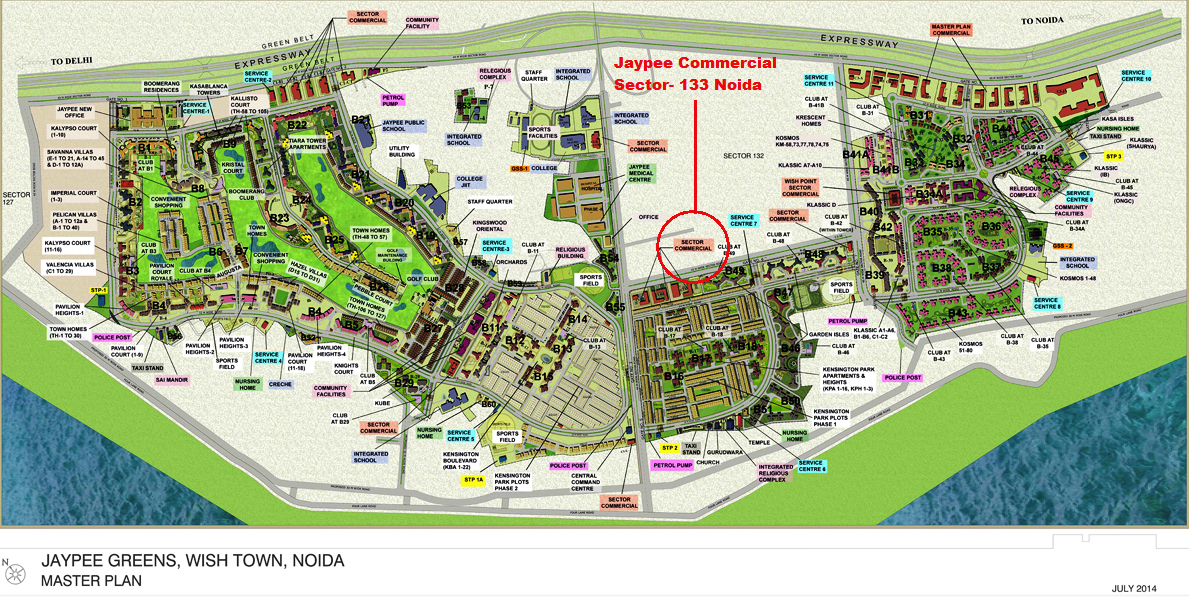 SECTOR
COMMERCIAL
COMMUNITY
FACILITY
GREEN BELT
EXPRESSWAY
GREEN BELT
TO DELHI
TO NOIDA
EXPRESSWAY
MASTER PLAN
COMMERCIAL
Jaypee Commercial
Sector- 133 Noida
BOOMERANG
RESIDENCES
KASABLANCA
TOWERS
SERVICE
CENTRE-2
SERVICE
CENTRE-1
KALLISTO
COURT
(TH-58 TO 105)
PETROL
PUMP
RELEGIOUS
COMPLEX
P-7
STAFF
QUARTER
INTEGRATED
SCHOOL
SERVICE
CENTRE 11
SERVICE
CENTRE 10
JAYPEE NEW
OFFICE
GATE NO. 1
KALYPSO COURT
(1-10)
SAVANNA VILLAS
(E-1 TO 21, A-14 TO 45
& D-1 TO 12A)
IMPERIAL COURT
(1-3)
PELICAN VILLAS
(A-1 TO 12a &
B-1 TO 40)
KALYPSO COURT
(11-16)
VALENCIA VILLAS
(C1 TO 29)
SECTOR
127
B1
CLUB
AT B1
B2
B9
B22
B21
TIARA TOWER
APARTMENTS
KRISTAL
COURT
JAYPEE PUBLIC
SCHOOL
UTILITY
BUILDING
INTEGRATED
SCHOOL
SPORTS
FACILITIES
INTEGRATED
SCHOOL
SECTOR
COMMERCIAL
JAYPEE
MEDICAL
CENTRE
GSS-1
COLLEGE
COLLEGE
JIIT
HOSPITAL
PHASE -II
STAFF QUARTER
B8
CONVENIENT
SHOPPING
BOOMERANG
CLUB
B23
B20
B19
TOWN
HOMES
B25
TOWN HOMES
(TH-48 TO 57)
KINGSWOOD
ORIENTAL
B57
SERVICE
CENTRE-3
B58
ORCHARDS
CLUB AT
B-11
RELIGIOUS
BUILDING
B54
SPORTS
FIELD
GOLF
MAINTENANCE
BUILDING
GOLF CLUB
CLUB
AT B3
B3
PAVILION
COURT
ROYALE
CLUB AT B4
B6
B7
AUGUSTA
CONVENIENT
SHOPPING
HAZEL VILLAS
(D16 TO D31)
PEBBLE COURT
TOWN HOMES
(TH-106 TO 127)
B26
B53
B55
STP-1
PAVILION
HEIGHTS-1
TOWN HOMES
(TH-1 TO 30)
POLICE POST
PAVILION
COURT (1-9)
TAXI STAND
SAI MANDIR
B4
B56
PAVILION
HEIGHTS-2
PAVILION
HEIGHTS-3
SPORTS
FIELD
NURSING
HOME
SERVICE
CENTRE 4
CRECHE
PAVILION
COURT
(11-18)
B4
B52
B5
PAVILION
HEIGHTS-4
COMMUNITY
FACILITIES
KNIGHTS
COURT
CLUB
AT B5
CLUB
AT B29
KUBE
SECTOR
COMMERCIAL
INTEGRATED
SCHOOL
B27
B29
B11
B12
B13
B14
B15
CLUB AT
B-13
B60
NURSING
HOME
SERVICE
CENTRE 5
SPORTS
FIELD
KENSINGTON
BOULEVARD
(KBA 1-22)
STP 1A
KENSINGTON
PARK PLOTS
PHASE 2
POLICE POST
CENTRAL
COMMAND
CENTRE
SECTOR
COMMERCIAL
SECTOR 132
OFFICE
SECTOR
COMMERCIAL
SERVICE
CENTRE 7
CLUB AT
B-49
B49
SECTOR
COMMERCIAL
CLUB AT
B-48
B48
B47
CLUB AT
B-17
CLUB AT
B-18
B16
B17
B18
B46
B50
B51
STP 2
TAXI
STAND
PETROL PUMP
CHURCH
GURUDWARA
TEMPLE
INTEGRATED
RELIGIOUS
COMPLEX
SERVICE
CENTRE 6
NURSING
HOME
KENSINGTON
PARK PLOTS
PHASE 1
KENSINGTON PARK
APARTMENTS &
HEIGHTS
(KPA 1-16, KPH 1-3)
CLUB AT
B-46
GARDEN ISLES
PETROL PUMP
KLASSIC A1-A6,
B1-B6, C1-C2
POLICE POST
SPORTS
FIELD
CLUB AT
B-41B
CLUB AT
B-31
KRESCENT
HOMES
KOSMOS
KM-58,73,77,78,74,75
B41A
KLASSIC AT-A10
B41B
WISH POINT
SECTOR
COMMERCIAL
KLASSIC D
CLUB AT
B-42
(WITHIN TOWER)
B40
B42
B39
B31
B32
B33
B34
B34A
B35
B36
B37
B38
B43
B44
CLUB AT
B-44
B45
KASA ISLES
NURSING HOME
TAXI STAND
KLASSIC
(SHAURYA)
STP 3
KLASSIC
(IB)
CLUB AT
B-45
KLASSIC
(ONGC)
RELEGIOUS
COMPLEX
SERVICE
CENTRE 9
COMMUNITY
FACILITIES
CLUB AT
B-34A
GSS - 2
INTEGRATED
SCHOOL
KOSMOS 1-48
SERVICE
CENTRE 8
CLUB AT
B-35
CLUB AT
B-38
KOSMOS
51-80
CLUB AT
B-43
N
JAYPEE GREENS, WISH TOWN, NOIDA
MASTER PLAN
JULY 2014